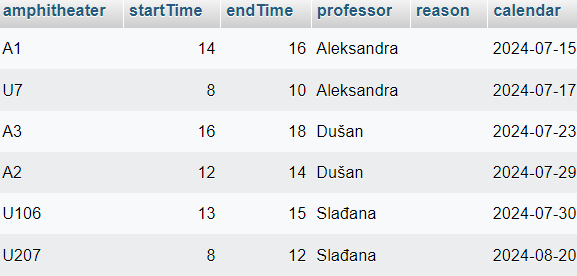 amphitheater startTime endTime professor reason calendar
A1 14 16 Aleksandra 2024-07-15
U7 8 10 Aleksandra 2024-07-17
A3 16 18 Dušan 2024-07-23
A2 12 14 Dušan 2024-07-29
U106 13 15 Slađana 2024-07-30
U207 8 12 Slađana 2024-08-20